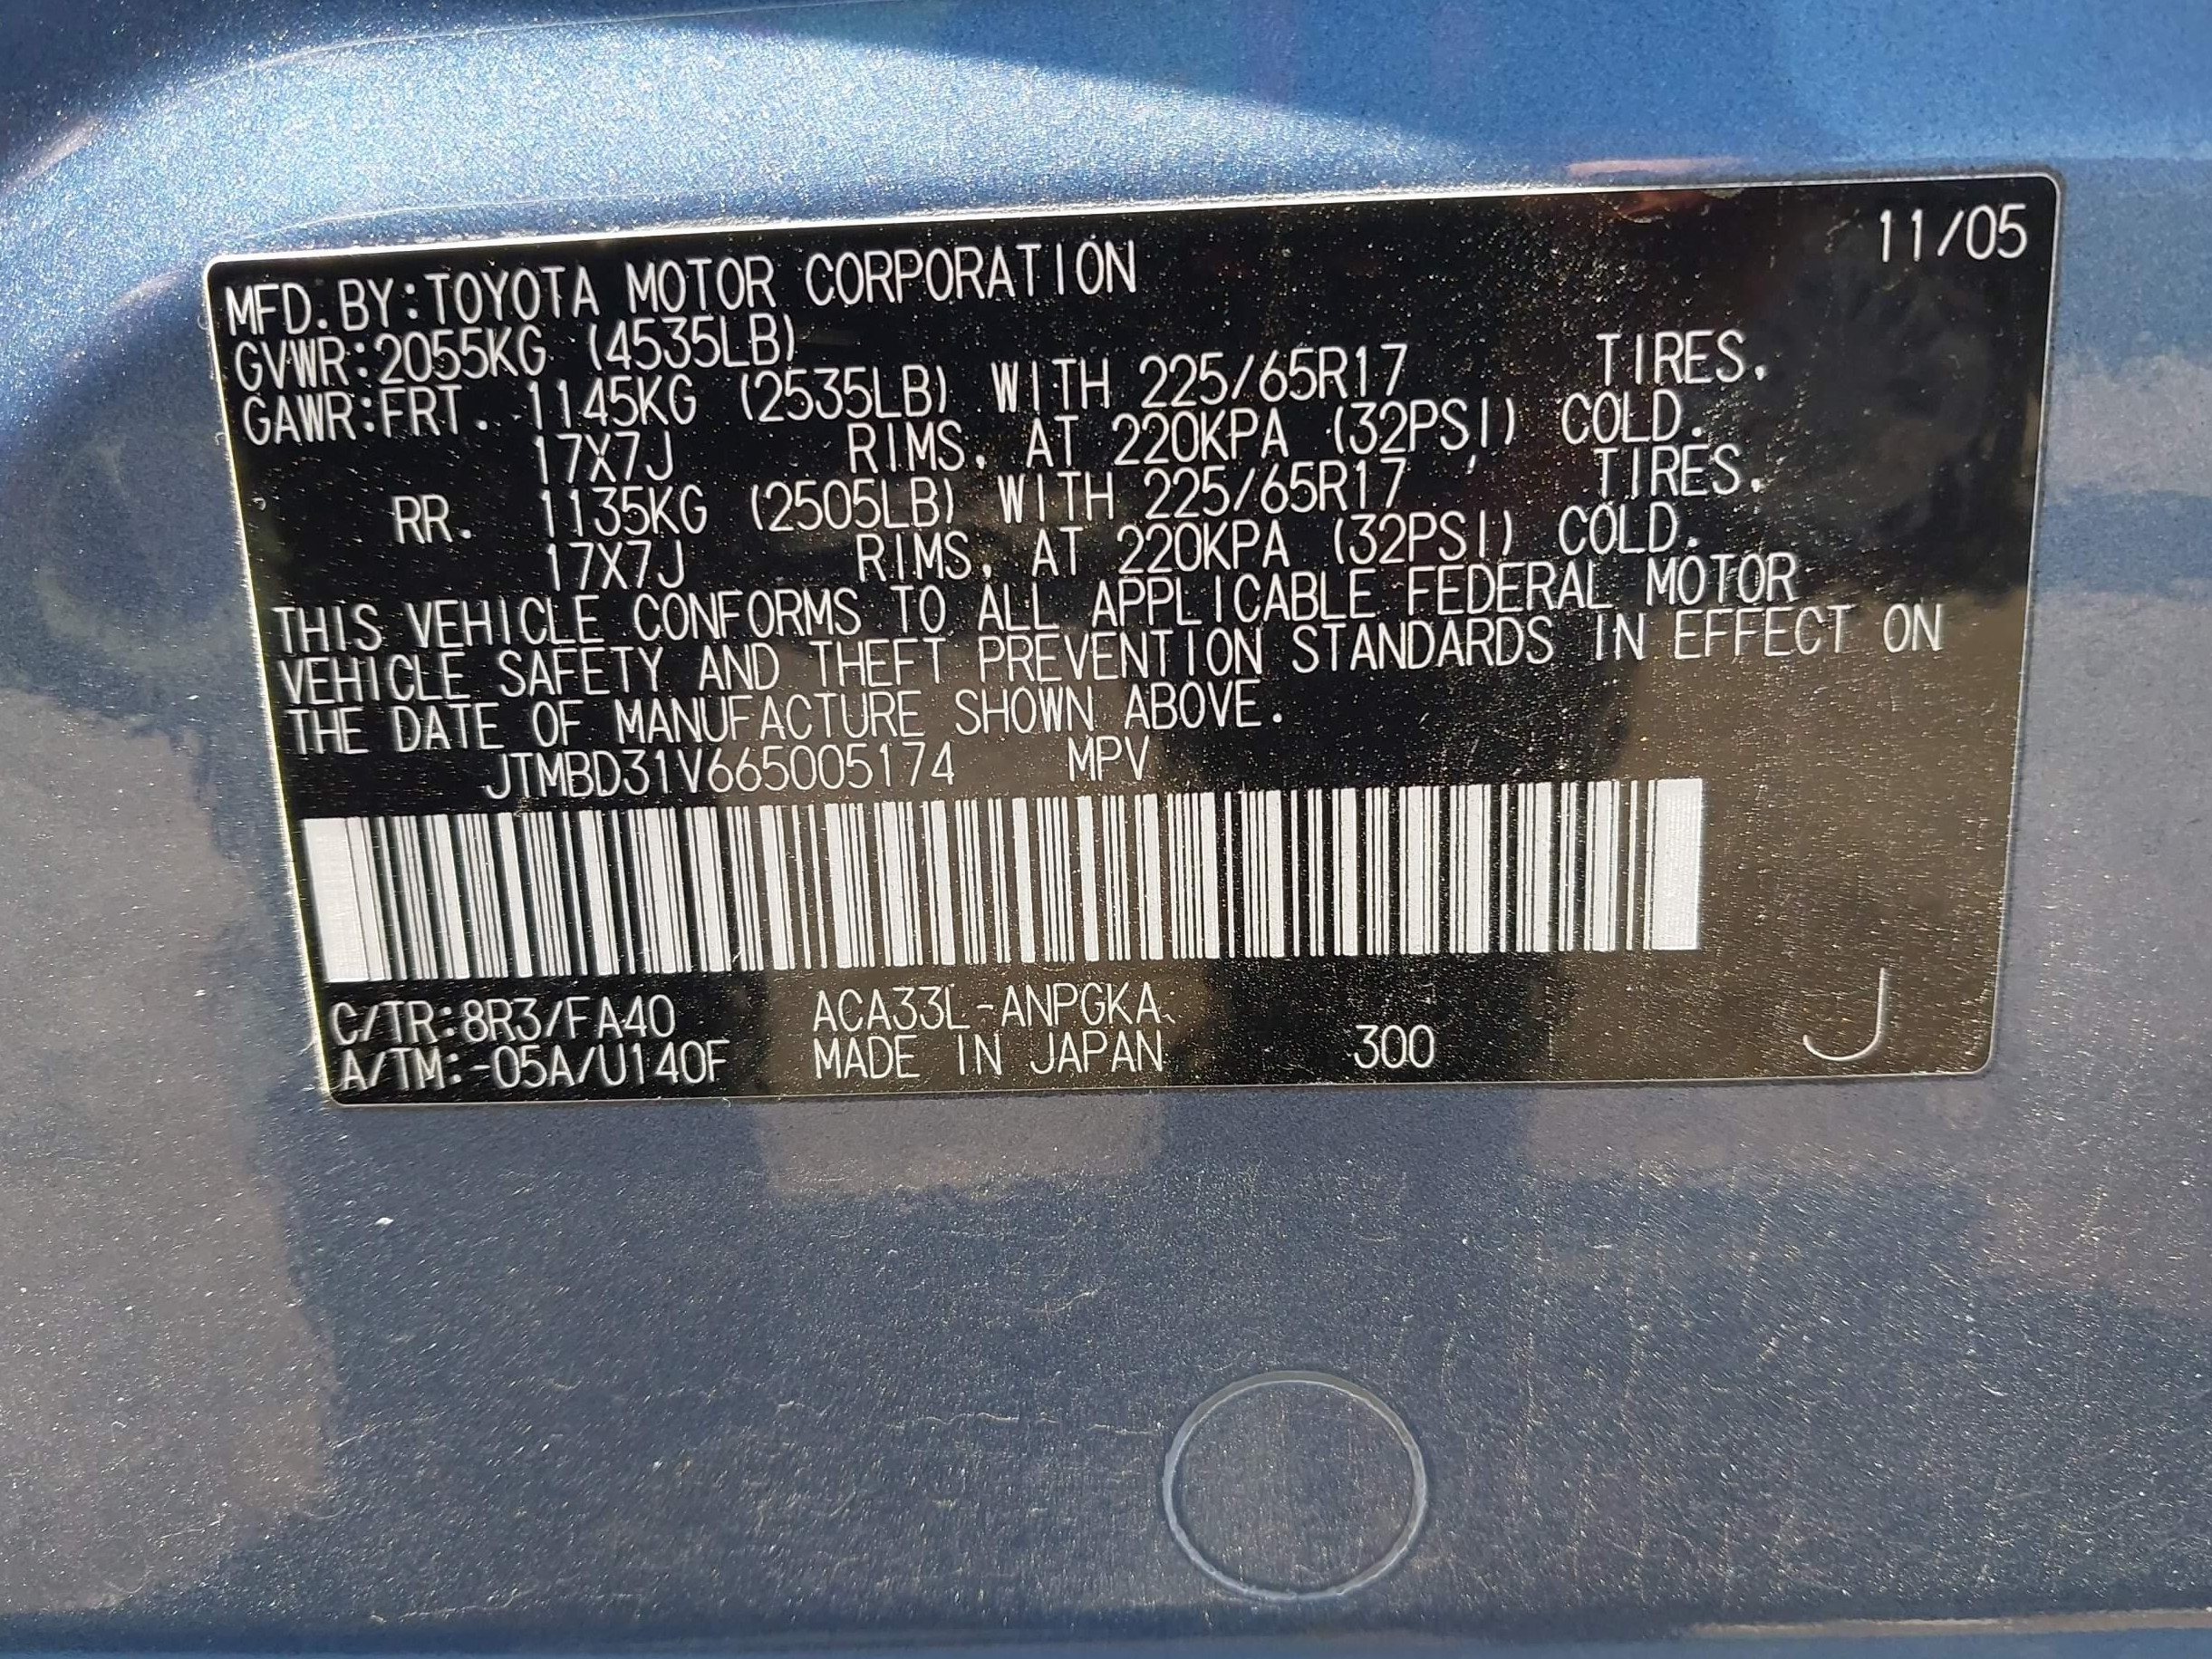 11/05
MFD. BY:TOYOTA MOTOR CORPORATION
GVWR:2055KG (4535LB)
GAWR:FRT. 1145KG (2535LB) WITH 225/65R17 TIRES.
17X7J RIMS, AT 220KPA (32PSI) COLD.
RR. 1135KG (2505LB) WITH 225/65R17 TIRES.
17X7J RIMS, AT 220KPA (32PSI) COLD.
THIS VEHICLE CONFORMS TO ALL APPLICABLE FEDERAL MOTOR
VEHICLE SAFETY AND THEFT PREVENTION STANDARDS IN EFFECT ON
THE DATE OF MANUFACTURE SHOWN ABOVE.
JTMBD31V665005174 MPV
C/TR:8R3/FA40 ACA33L-ANPGKA
A/TM:-05A/U140F MADE IN JAPAN 300 J